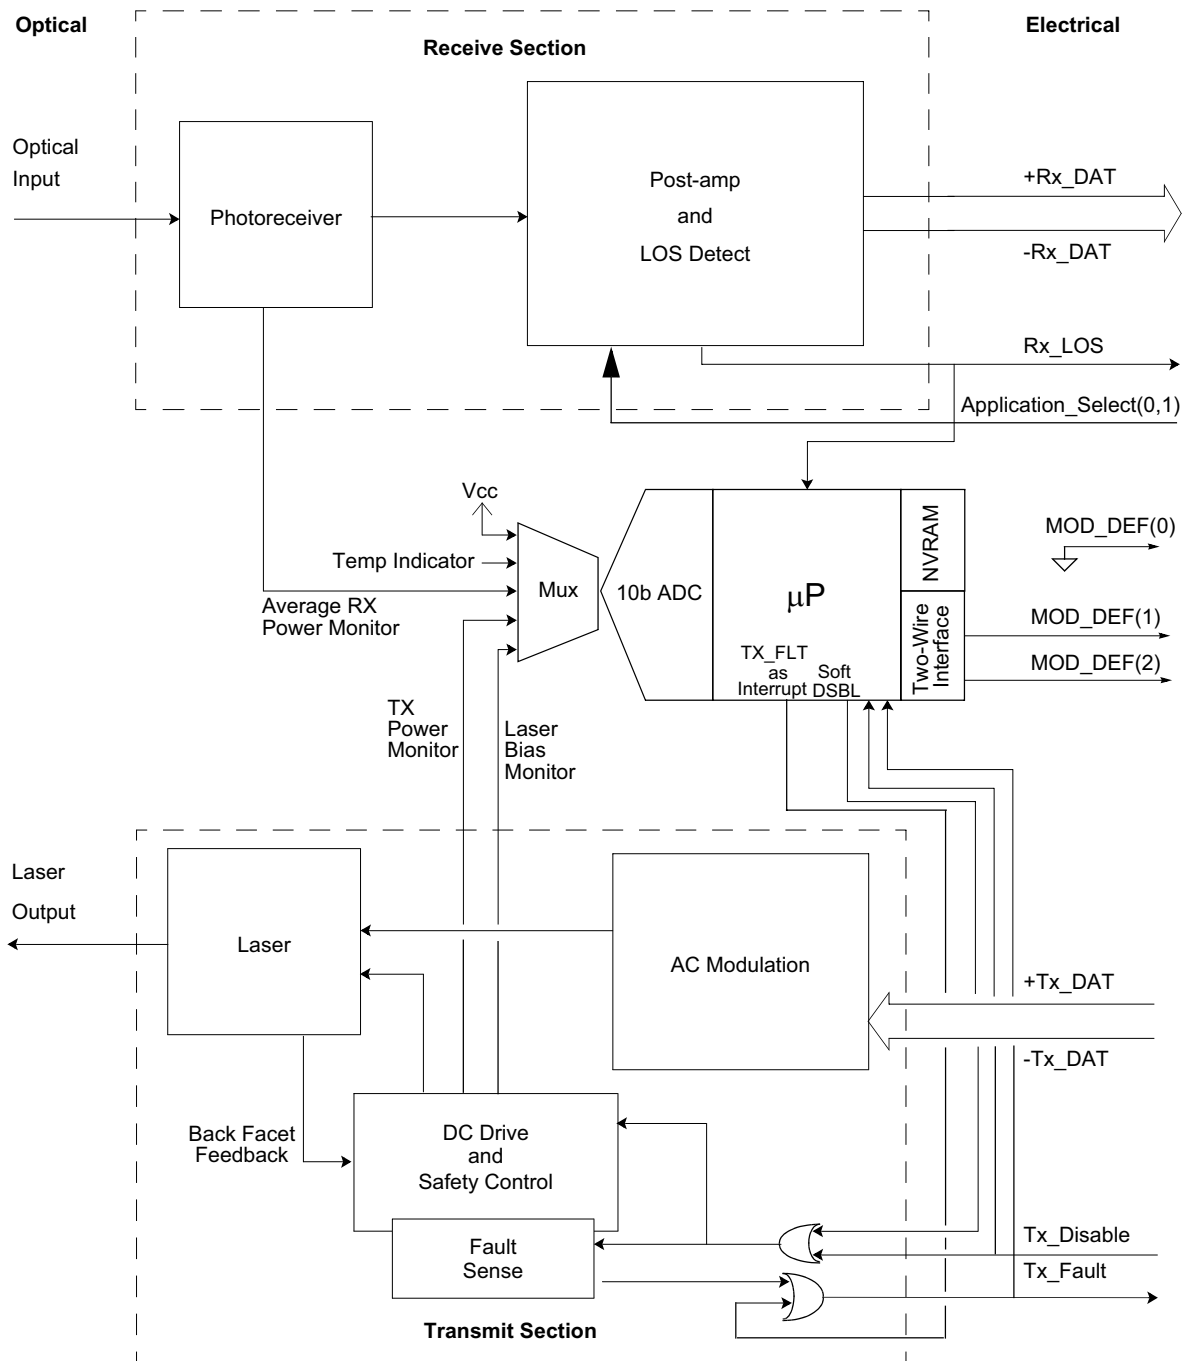 Optical
Receive Section
Electrical
Optical
Input
Photoreceiver
Post-amp
and
LOS Detect
+Rx_DAT
-Rx_DAT
Rx_LOS
Application_Select(0,1)
Vcc
Temp Indicator
Average RX
Power Monitor
Mux
10b ADC
µP
TX_FLT
as
Interrupt
Soft
DSBL
NVRAM
Two-Wire
Interface
MOD_DEF(0)
MOD_DEF(1)
MOD_DEF(2)
TX
Power
Monitor
Laser
Bias
Monitor
Laser
Output
Laser
AC Modulation
+Tx_DAT
-Tx_DAT
Back Facet
Feedback
DC Drive
and
Safety Control
Fault
Sense
Tx_Disable
Tx_Fault
Transmit Section